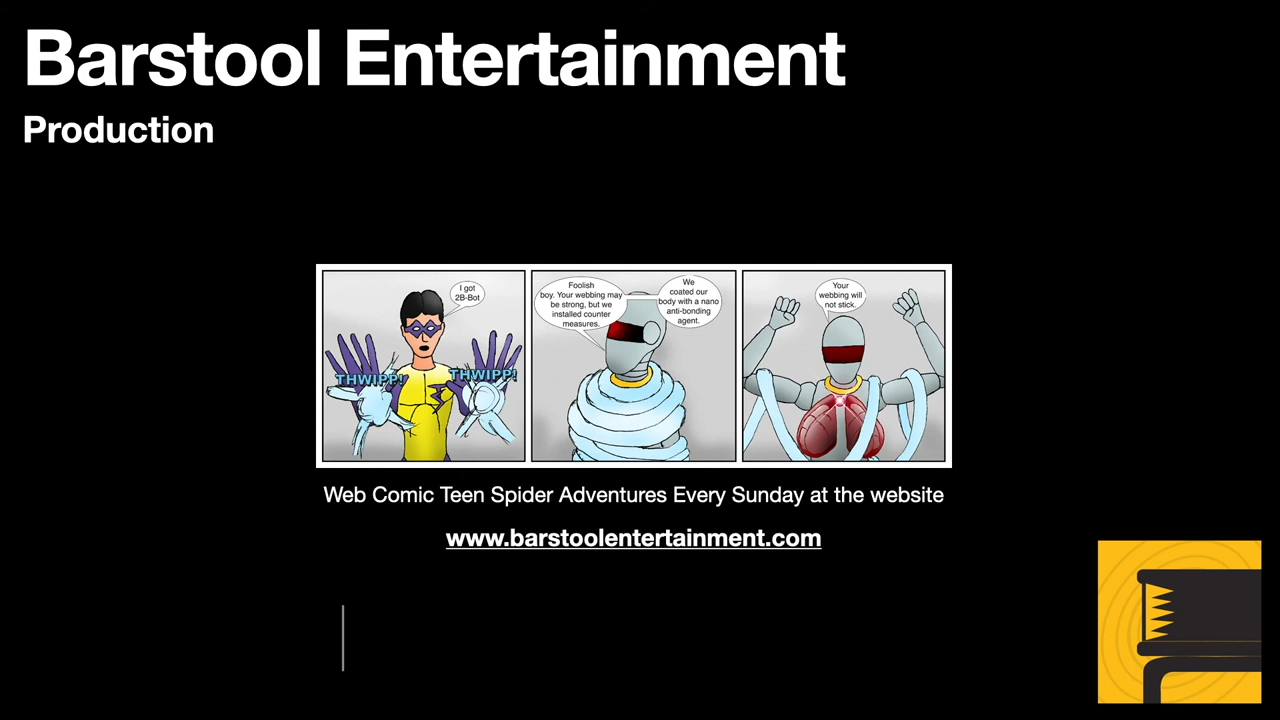 Barstool Entertainment
Production
I got
2B-Bot
THWIPP!
THWIPP!
Foolish
boy. Your webbing may
be strong, but we
installed counter
measures.
We
coated our
body with a nano
anti-bonding
agent.
Your
webbing will
not stick.
Web Comic Teen Spider Adventures Every Sunday at the website
www.barstoolentertainment.com